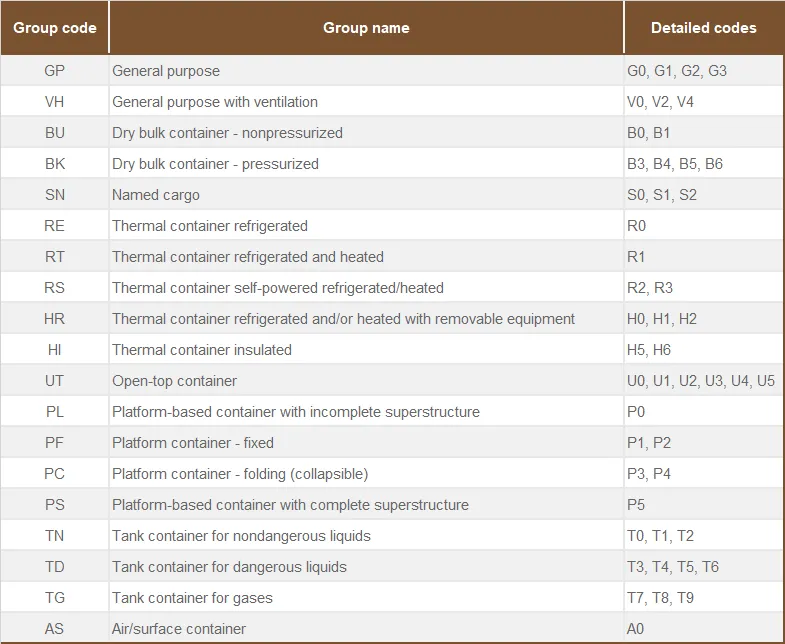 Group code Group name Detailed codes
GP General purpose G0, G1, G2, G3
VH General purpose with ventilation V0, V2, V4
BU Dry bulk container - nonpressurized B0, B1
BK Dry bulk container - pressurized B3, B4, B5, B6
SN Named cargo S0, S1, S2
RE Thermal container refrigerated R0
RT Thermal container refrigerated and heated R1
RS Thermal container self-powered refrigerated/heated R2, R3
HR Thermal container refrigerated and/or heated with removable equipment H0, H1, H2
HI Thermal container insulated H5, H6
UT Open-top container U0, U1, U2, U3, U4, U5
PL Platform-based container with incomplete superstructure P0
PF Platform container - fixed P1, P2
PC Platform container - folding (collapsible) P3, P4
PS Platform-based container with complete superstructure P5
TN Tank container for nondangerous liquids T0, T1, T2
TD Tank container for dangerous liquids T3, T4, T5, T6
TG Tank container for gases T7, T8, T9
AS Air/surface container A0